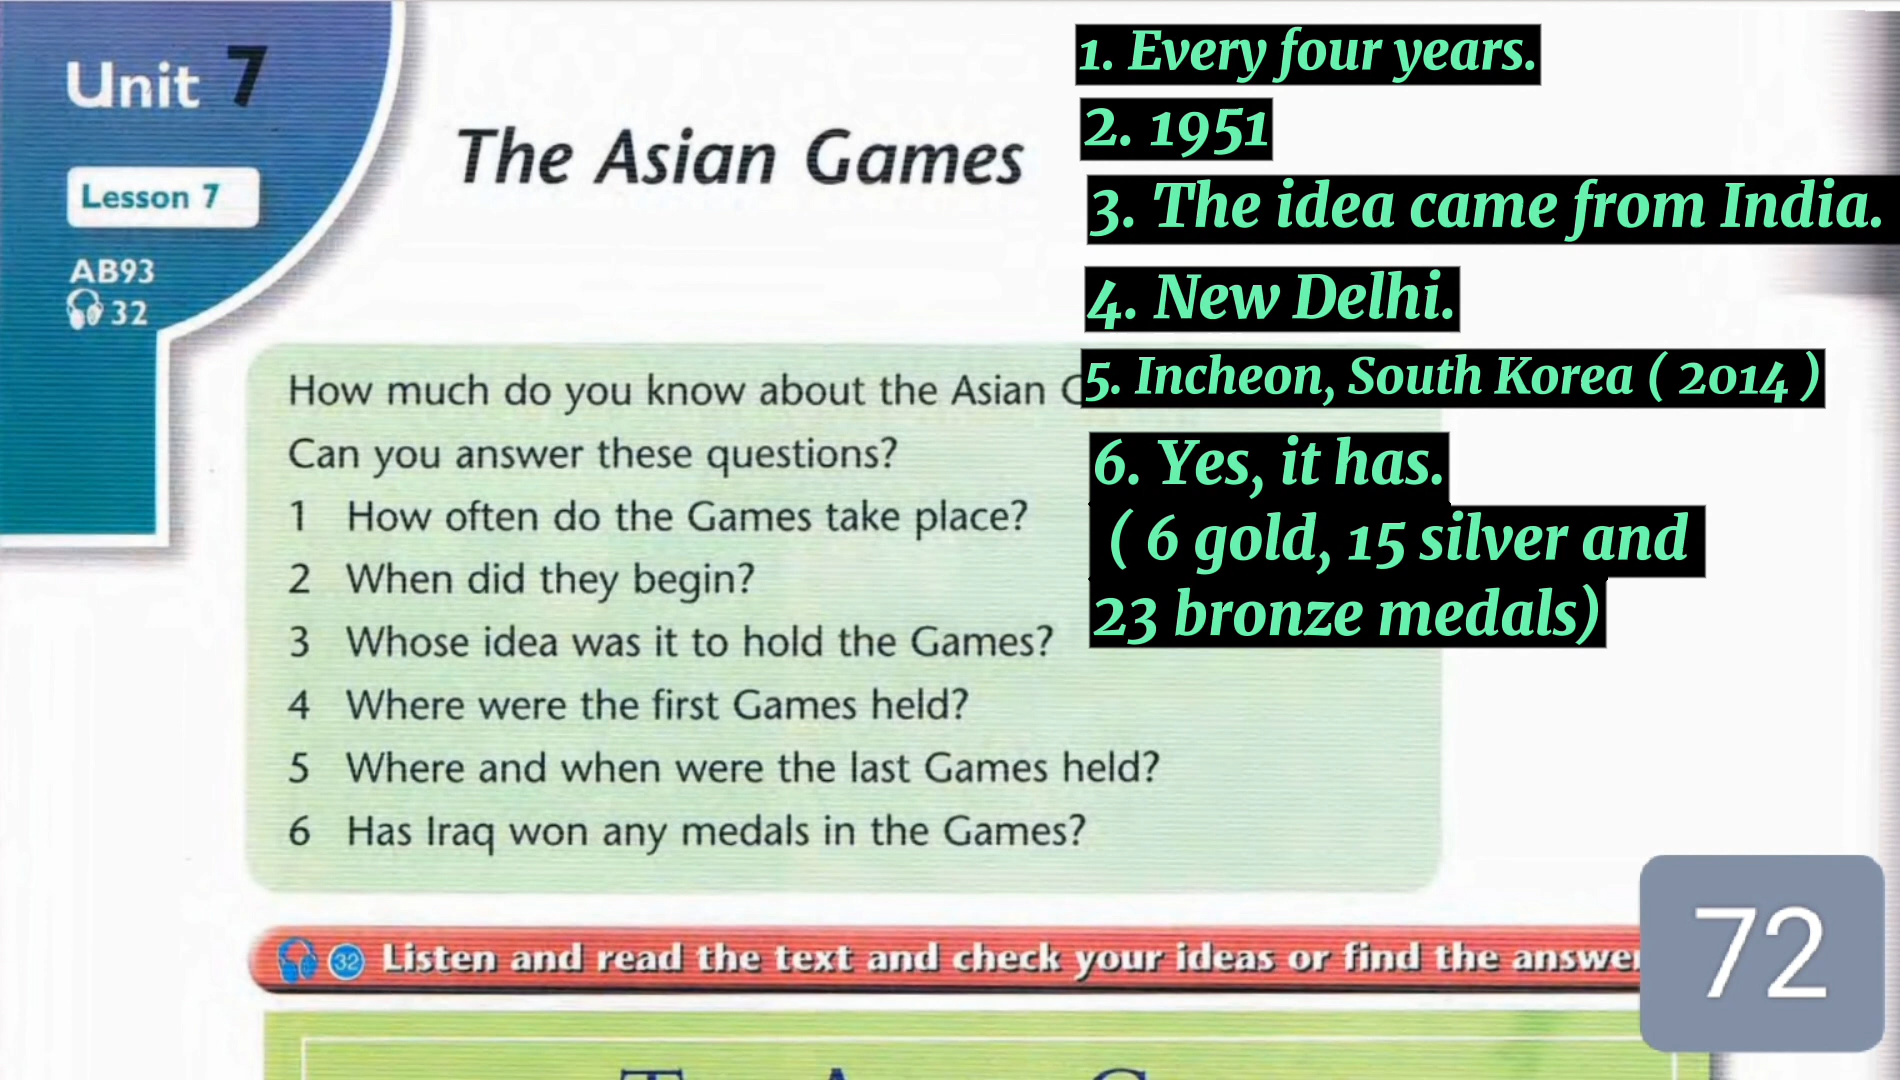 Unit 7
Lesson 7
AB93
32
The Asian Games
1. Every four years.
2. 1951
3. The idea came from India.
4. New Delhi.
5. Incheon, South Korea ( 2014 )
6. Yes, it has.
( 6 gold, 15 silver and
23 bronze medals)
How much do you know about the Asian
Can you answer these questions?
1 How often do the Games take place?
2 When did they begin?
3 Whose idea was it to hold the Games?
4 Where were the first Games held?
5 Where and when were the last Games held?
6 Has Iraq won any medals in the Games?
32 Listen and read the text and check your ideas or find the
72